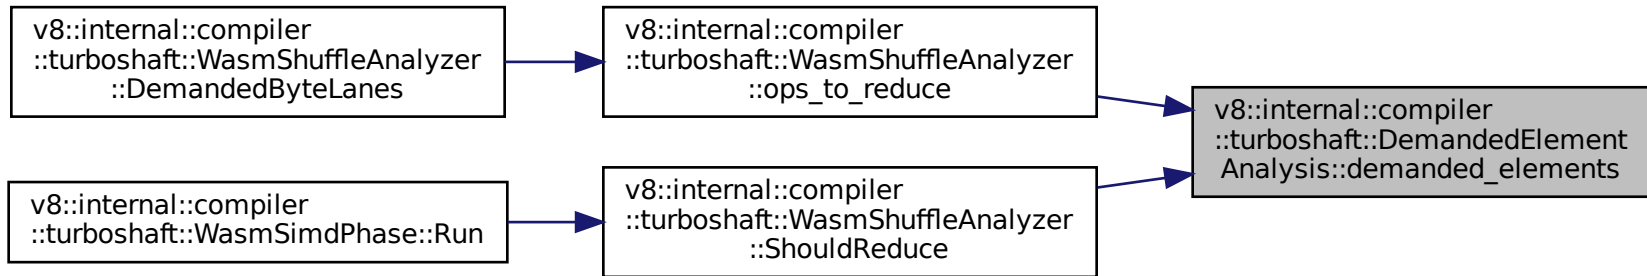 v8::internal::compiler
::turboshaft::WasmShuffleAnalyzer
::DemandedByteLanes
v8::internal::compiler
::turboshaft::WasmShuffleAnalyzer
::ops_to_reduce
v8::internal::compiler
::turboshaft::DemandedElement
Analysis::demanded_elements
v8::internal::compiler
::turboshaft::WasmSimdPhase::Run
v8::internal::compiler
::turboshaft::WasmShuffleAnalyzer
::ShouldReduce